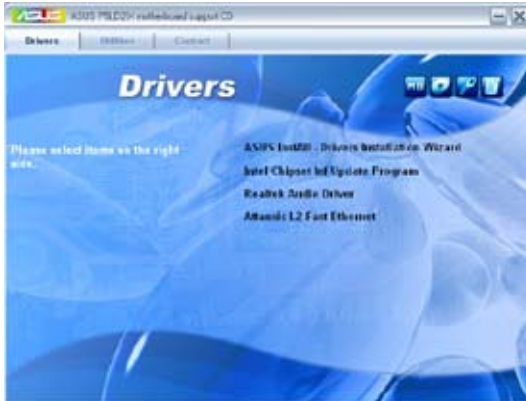 ASUS
ASUS P5LD2-X motherboard support CD
Drivers
Utilities
Contact
Drivers
Please select items on the right
side.
ASUS InstAll - Drivers Installation Wizard
Intel Chipset Inf Update Program
Realtek Audio Driver
Attansic L2 Fast Ethernet